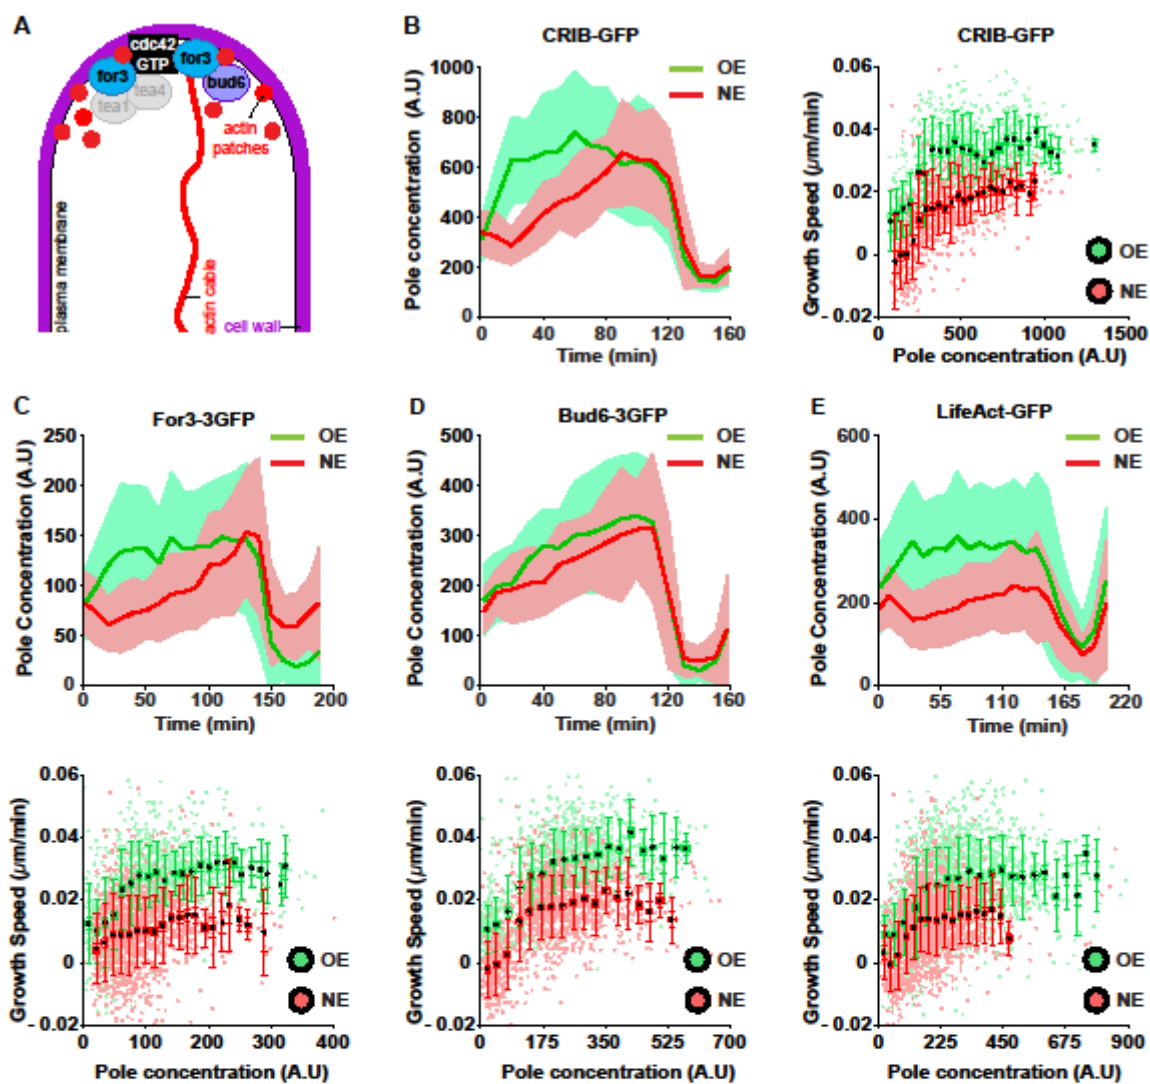 A
cdc42
GTP
for3
for3
bud6
tea4
tea1
actin
patches
plasma membrane
actin cable
cell wall
B
CRIB-GFP
OE
NE
Pole concentration (A.U)
1000
800
600
400
200
0
0 40 80 120 160
Time (min)
CRIB-GFP
Growth Speed (μm/min)
0.06
0.04
0.02
0
- 0.02
OE
NE
0 500 1000 1500
Pole concentration (A.U)
C
For3-3GFP
OE
NE
Pole Concentration (A.U)
250
200
150
100
50
0
0 50 100 150 200
Time (min)
D
Bud6-3GFP
OE
NE
Pole Concentration (A.U)
500
400
300
200
100
0
0 40 80 120 160
Time (min)
E
LifeAct-GFP
OE
NE
Pole Concentration (A.U)
600
400
200
0
0 55 110 165 220
Time (min)
Growth Speed (μm/min)
0.06
0.04
0.02
0
- 0.02
OE
NE
0 100 200 300 400
Pole concentration (A.U)
Growth Speed (μm/min)
0.06
0.04
0.02
0
- 0.02
OE
NE
0 175 350 525 700
Pole concentration (A.U)
Growth Speed (μm/min)
0.06
0.04
0.02
0
- 0.02
OE
NE
0 225 450 675 900
Pole concentration (A.U)